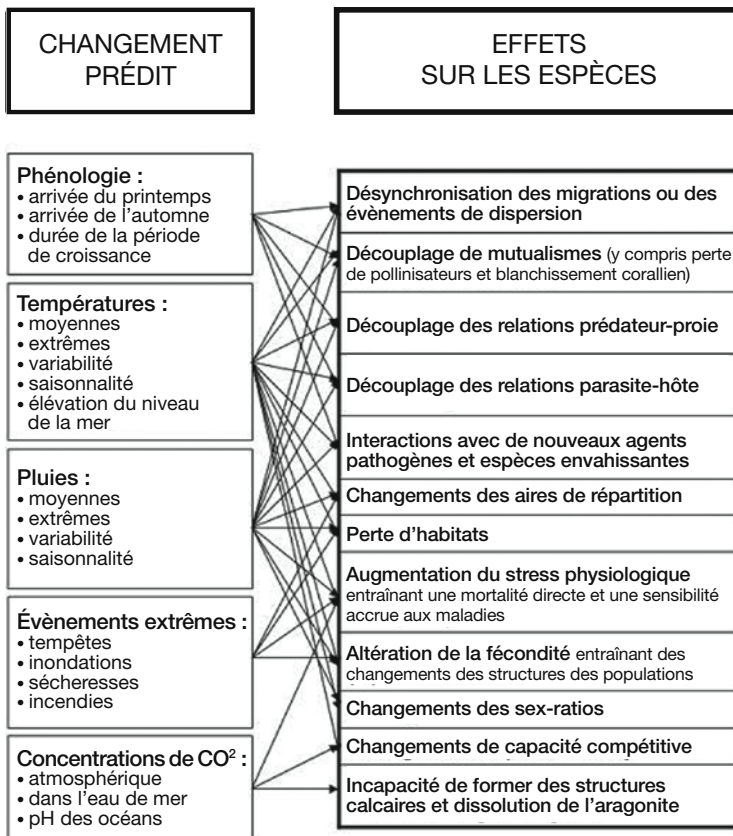 CHANGEMENT
PRÉDIT
EFFETS
SUR LES ESPÈCES
Phénologie :
• arrivée du printemps
• arrivée de l'automne
• durée de la période
de croissance
Températures :
• moyennes
• extrêmes
• variabilité
• saisonnalité
• élévation du niveau
de la mer
Pluies :
• moyennes
• extrêmes
• variabilité
• saisonnalité
Évènements extrêmes :
• tempêtes
• inondations
• sécheresses
• incendies
Concentrations de CO² :
• atmosphérique
• dans l'eau de mer
• pH des océans
Désynchronisation des migrations ou des
évènements de dispersion
Découplage de mutualismes (y compris perte
de pollinisateurs et blanchissement corallien)
Découplage des relations prédateur-proie
Découplage des relations parasite-hôte
Interactions avec de nouveaux agents
pathogènes et espèces envahissantes
Changements des aires de répartition
Perte d'habitats
Augmentation du stress physiologique
entraînant une mortalité directe et une sensibilité
accrue aux maladies
Altération de la fécondité entraînant des
changements des structures des populations
Changements des sex-ratios
Changements de capacité compétitive
Incapacité de former des structures
calcaires et dissolution de l'aragonite